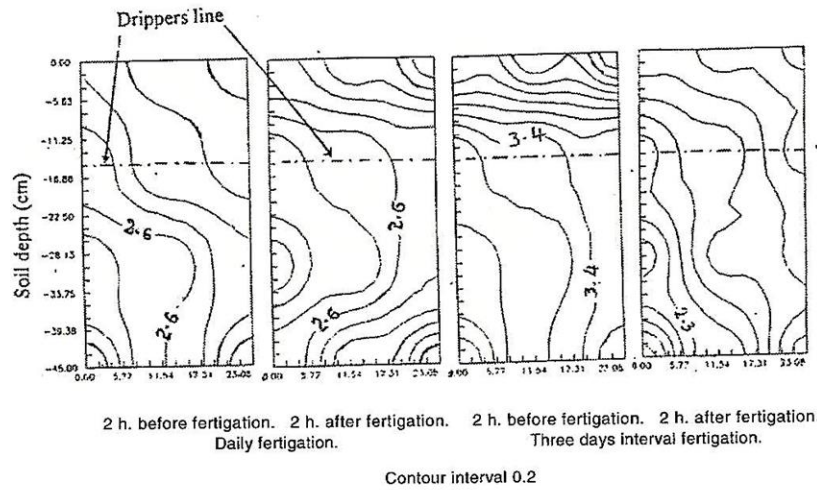 Drippers line
Soil depth (cm)
0.00
-5.63
-11.25
-16.88
-22.50
-28.13
-33.75
-39.38
-45.00
2.6
2.6
2.6
2.6
3.4
3.4
2.3
0.00 5.77 11.54 17.31 23.08
0.00 5.77 11.54 17.31 23.08
0.00 5.77 11.54 17.31 23.08
0.00 5.77 11.54 17.31 23.08
2 h. before fertigation. 2 h. after fertigation. 2 h. before fertigation. 2 h. after fertigation.
Daily fertigation. Three days interval fertigation.
Contour interval 0.2